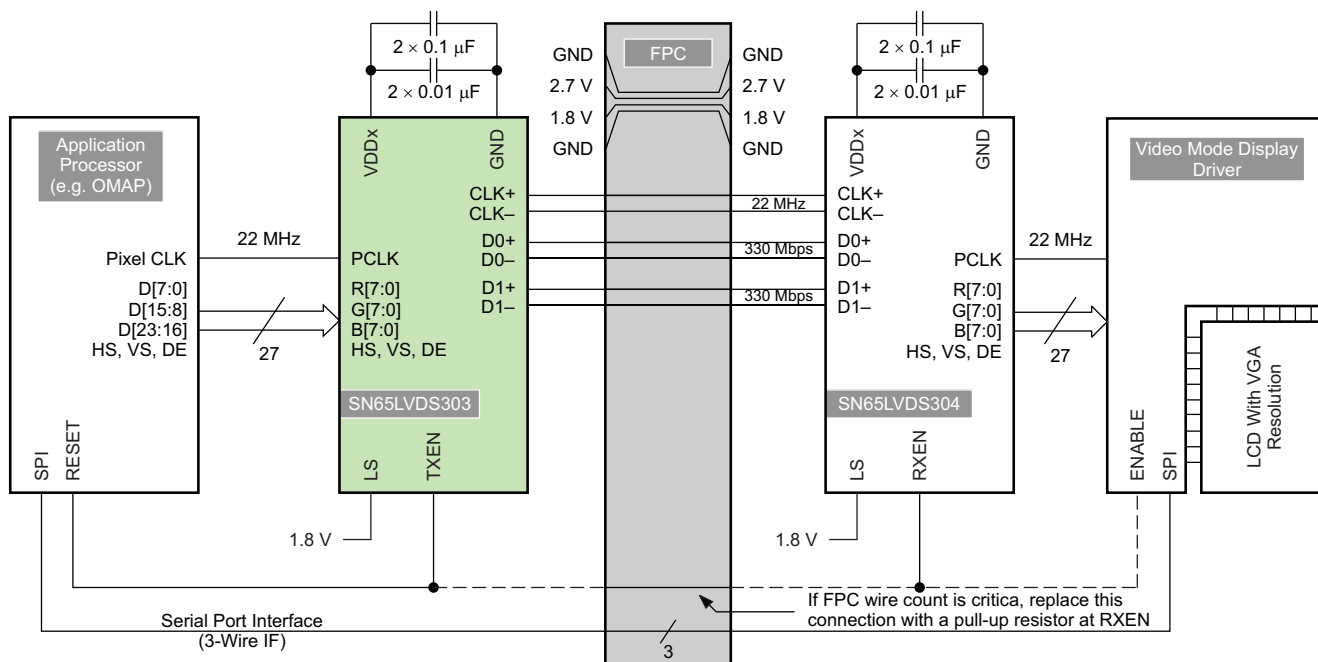 2 × 0.1 μF
2 × 0.01 μF
GND
2.7 V
1.8 V
GND
FPC
GND
2.7 V
1.8 V
GND
2 × 0.1 μF
2 × 0.01 μF
Application
Processor
(e.g. OMAP)
Pixel CLK
D[7:0]
D[15:8]
D[23:16]
HS, VS, DE
SPI
RESET
22 MHz
27
VDDx
GND
CLK+
CLK–
D0+
D0–
D1+
D1–
PCLK
R[7:0]
G[7:0]
B[7:0]
HS, VS, DE
SN65LVDS303
LS
TXEN
1.8 V
22 MHz
330 Mbps
330 Mbps
VDDx
GND
CLK+
CLK–
D0+
D0–
D1+
D1–
PCLK
R[7:0]
G[7:0]
B[7:0]
HS, VS, DE
SN65LVDS304
LS
RXEN
1.8 V
22 MHz
27
Video Mode Display
Driver
ENABLE
SPI
LCD With VGA
Resolution
If FPC wire count is critica, replace this
connection with a pull-up resistor at RXEN
Serial Port Interface
(3-Wire IF)
3